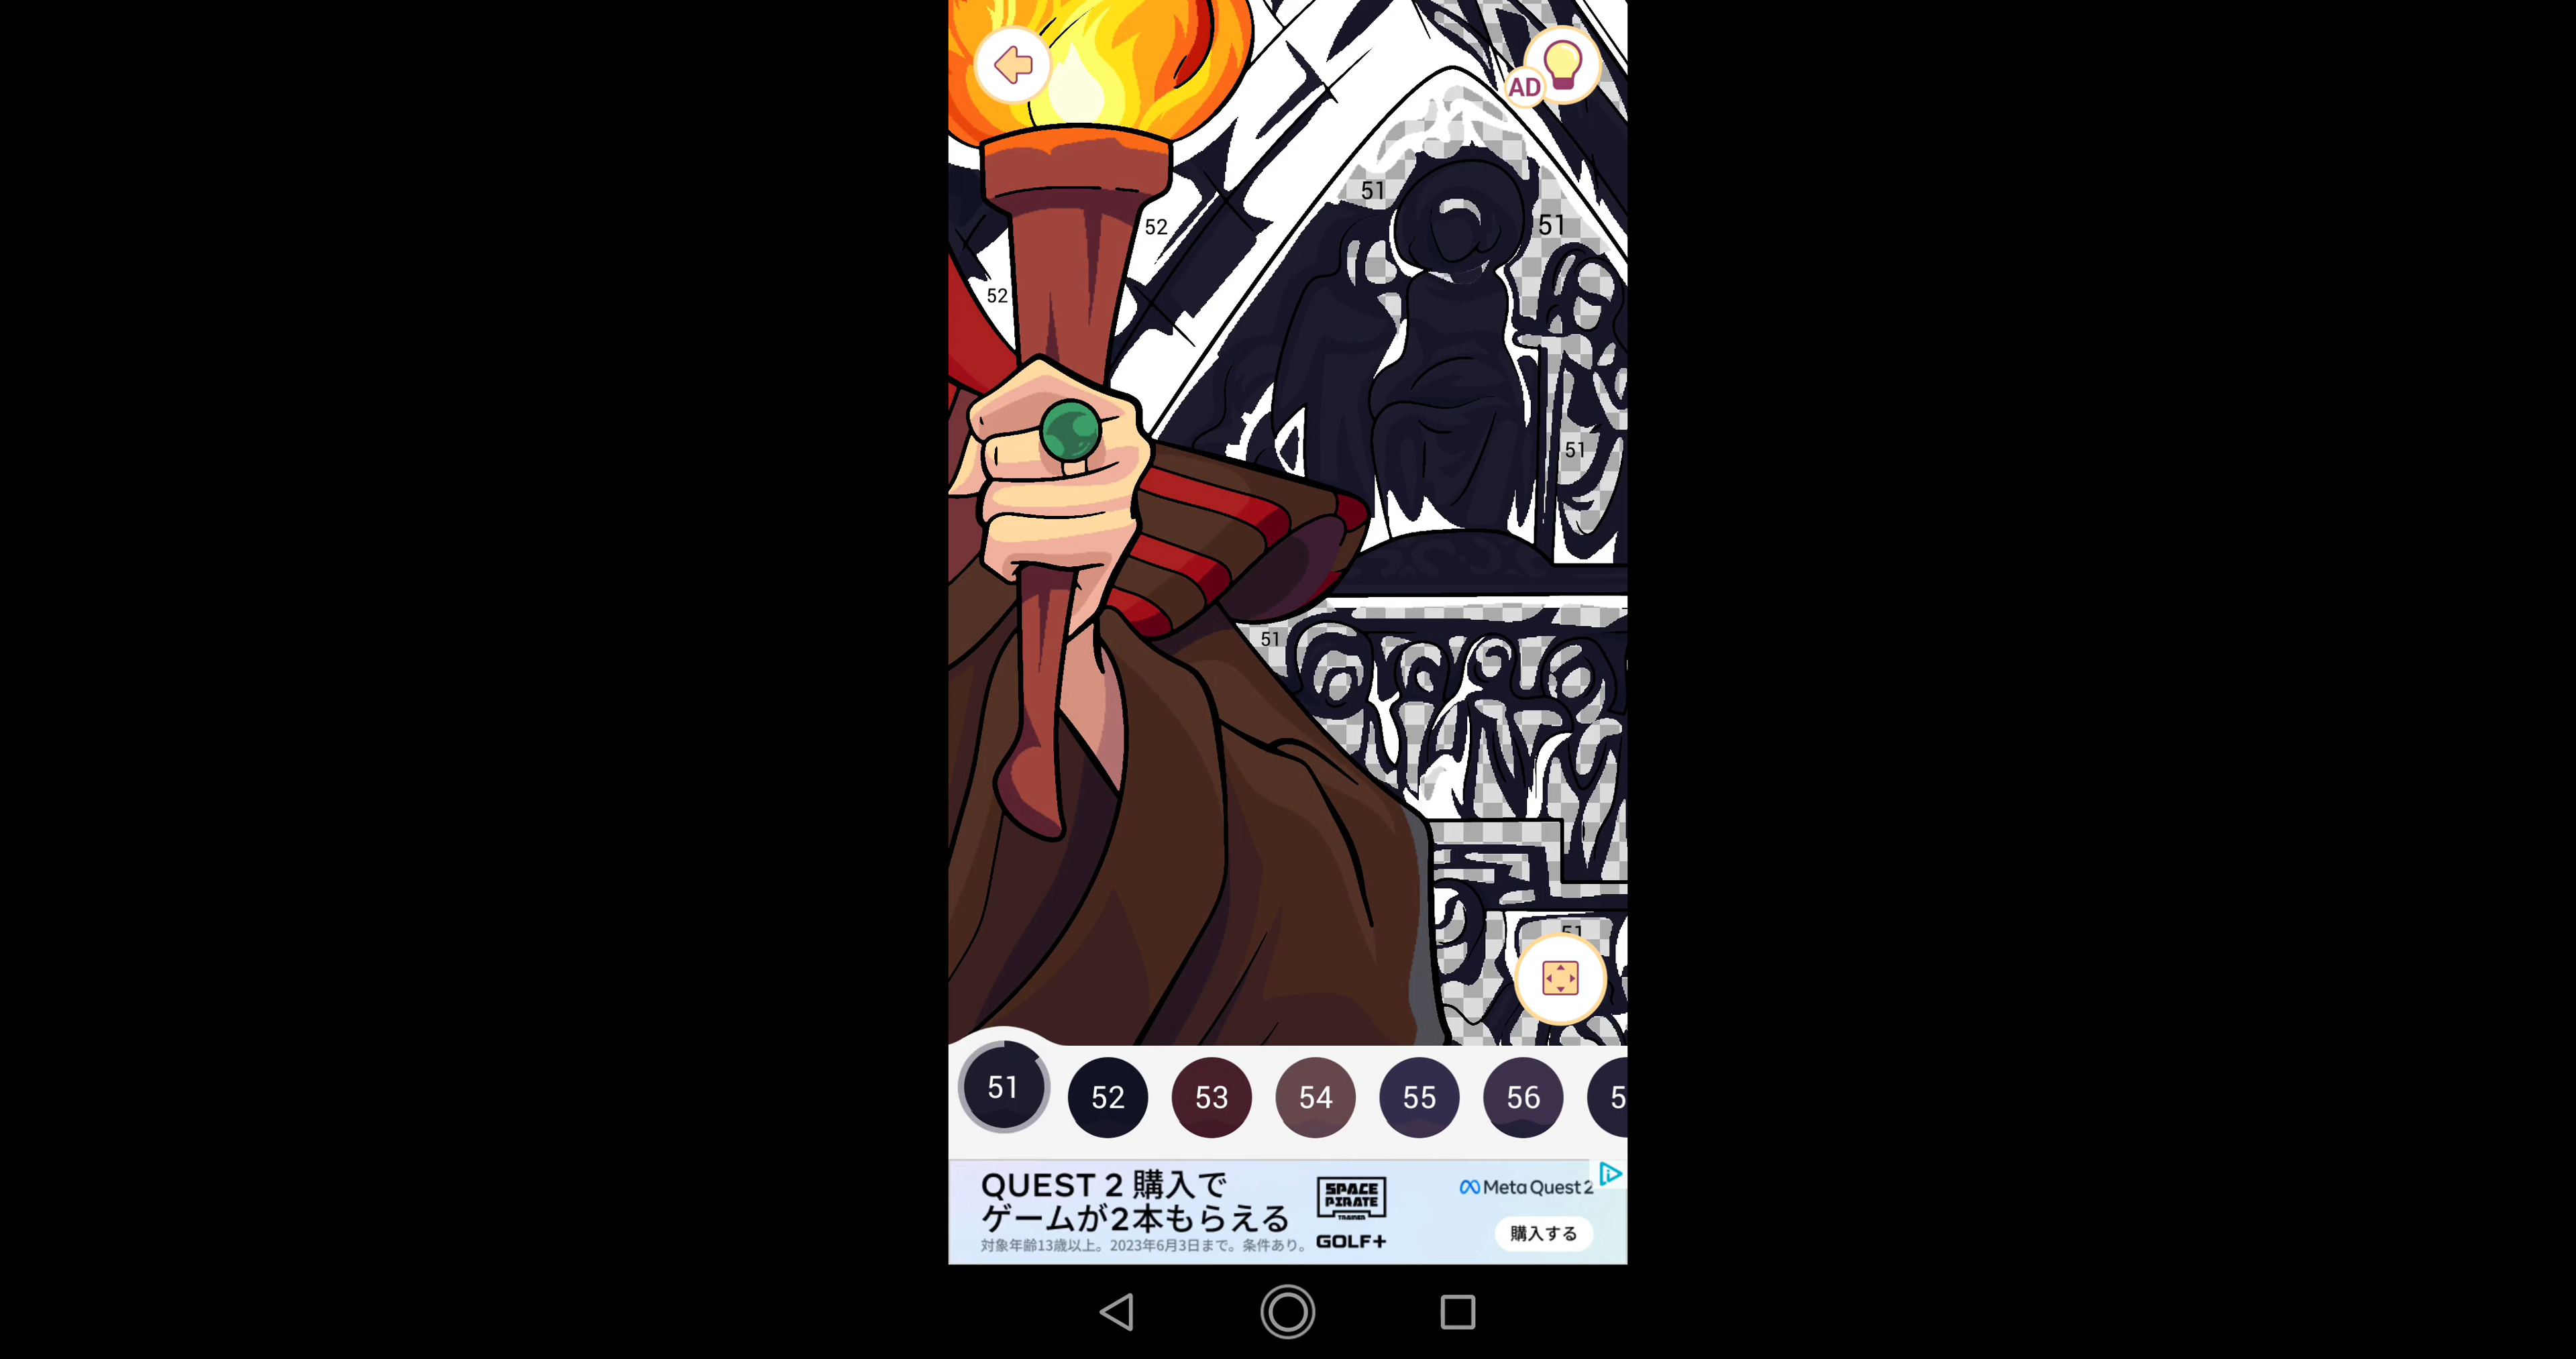 AD
51
51
52
52
51
51
51
51 52 53 54 55 56 5
QUEST 2 購入で
ゲームが2本もらえる
対象年齢13歳以上。2023年6月3日まで。条件あり。
SPACE
PIRATE
TRAINER
GOLF+
Meta Quest 2
購入する